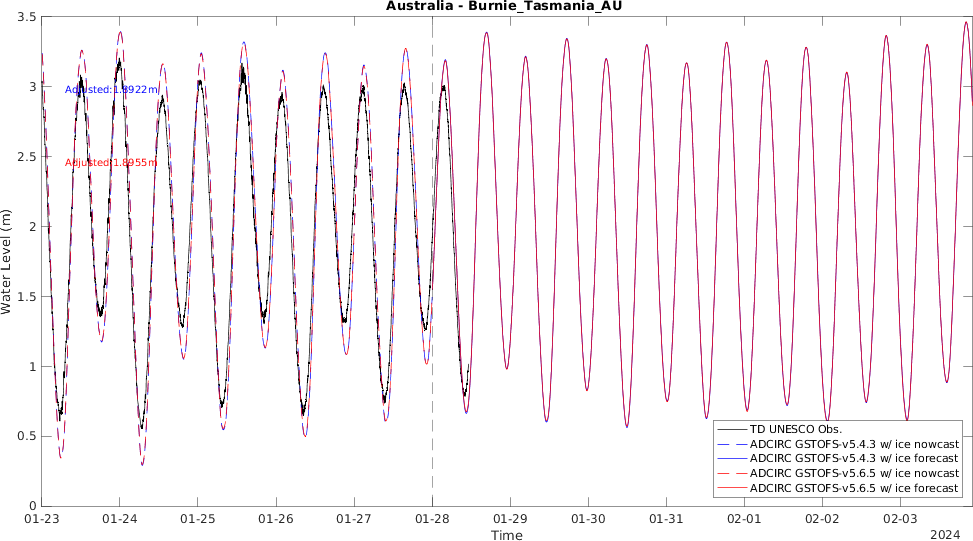 Australia - Burnie_Tasmania_AU
3.5
3
2.5
2
1.5
1
0.5
0
Water Level (m)
Adjusted:1.8922m
Adjusted:1.8955m
TD UNESCO Obs.
ADCIRC GSTOFS-v5.4.3 w/ ice nowcast
ADCIRC GSTOFS-v5.4.3 w/ ice forecast
ADCIRC GSTOFS-v5.6.5 w/ ice nowcast
ADCIRC GSTOFS-v5.6.5 w/ ice forecast
01-23 01-24 01-25 01-26 01-27 01-28 01-29 01-30 01-31 02-01 02-02 02-03
Time
2024